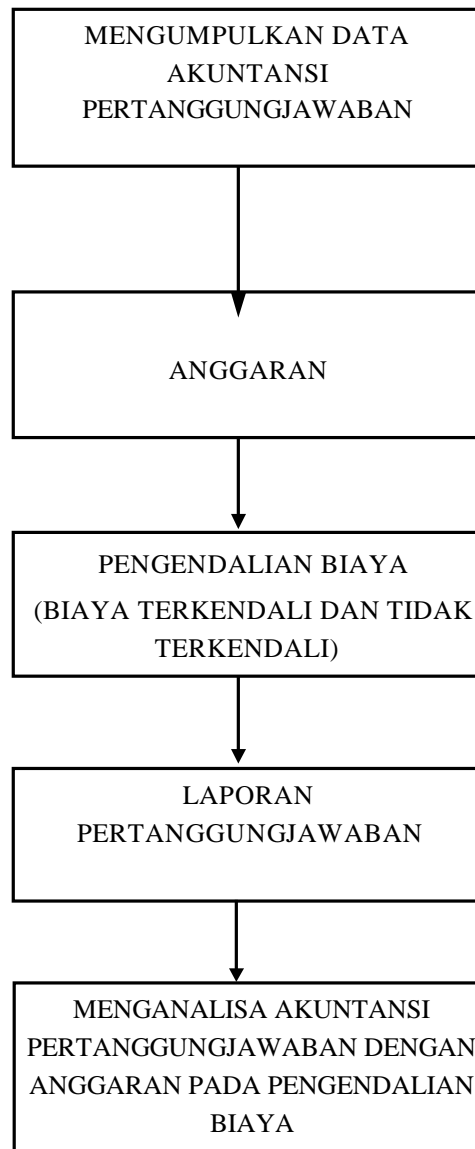 MENGUMPULKAN DATA
AKUNTANSI
PERTANGGUNGJAWABAN
ANGGARAN
PENGENDALIAN BIAYA
(BIAYA TERKENDALI DAN TIDAK
TERKENDALI)
LAPORAN
PERTANGGUNGJAWABAN
MENGANALISA AKUNTANSI
PERTANGGUNGJAWABAN DENGAN
ANGGARAN PADA PENGENDALIAN
BIAYA